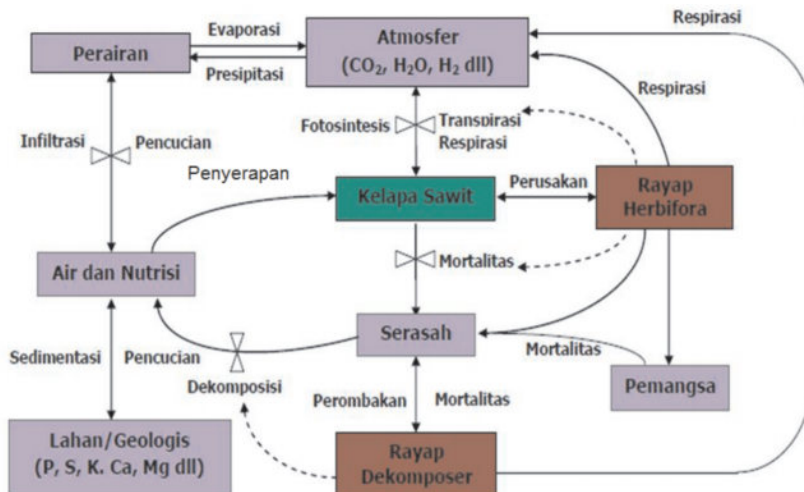 Evaporasi
Respirasi
Perairan
Atmosfer
(CO₂, H₂O, H₂ dll)
Presipitasi
Respirasi
Infiltrasi
Pencucian
Fotosintesis
Transpirasi
Respirasi
Penyerapan
Kelapa Sawit
Perusakan
Rayap
Herbifora
Air dan Nutrisi
Mortalitas
Serasah
Sedimentasi
Pencucian
Mortalitas
Dekomposisi
Perombakan
Mortalitas
Pemangsa
Lahan/Geologis
(P, S, K. Ca, Mg dll)
Rayap
Dekomposer